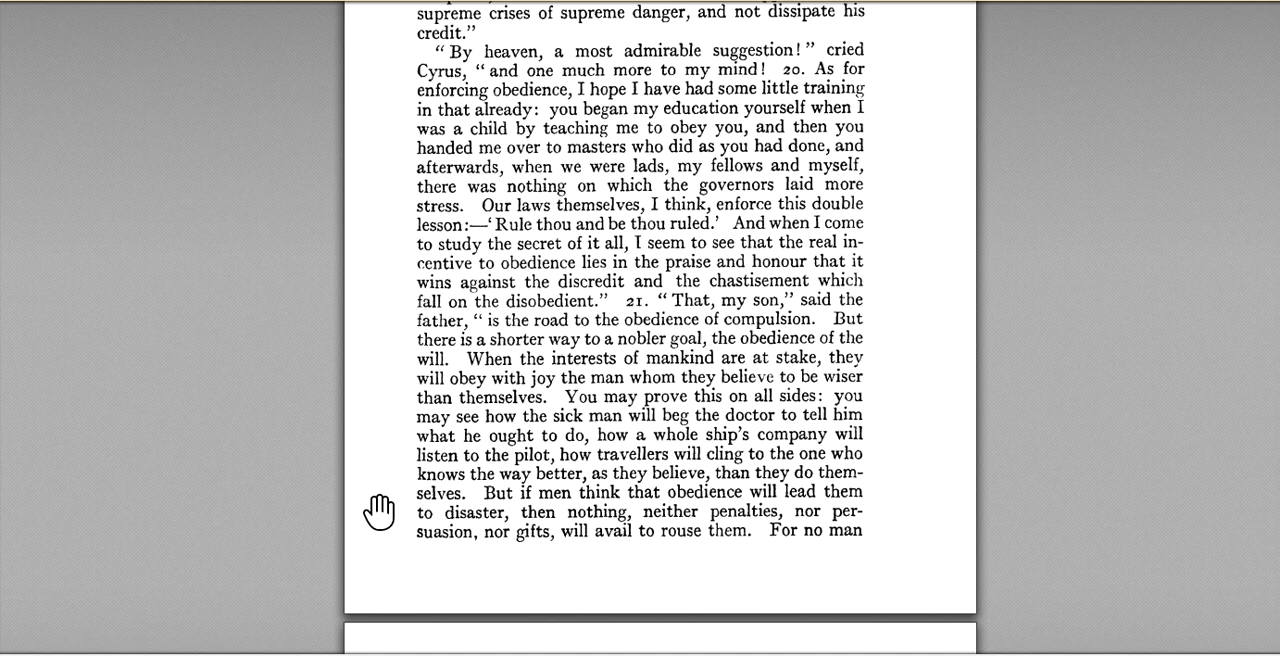 supreme crises of supreme danger, and not dissipate his
credit.”
“ By heaven, a most admirable suggestion! ” cried
Cyrus, “ and one much more to my mind! 20. As for
enforcing obedience, I hope I have had some little training
in that already: you began my education yourself when I
was a child by teaching me to obey you, and then you
handed me over to masters who did as you had done, and
afterwards, when we were lads, my fellows and myself,
there was nothing on which the governors laid more
stress. Our laws themselves, I think, enforce this double
lesson:—‘ Rule thou and be thou ruled.’ And when I come
to study the secret of it all, I seem to see that the real in-
centive to obedience lies in the praise and honour that it
wins against the discredit and the chastisement which
fall on the disobedient.” 21. “ That, my son,” said the
father, “ is the road to the obedience of compulsion. But
there is a shorter way to a nobler goal, the obedience of the
will. When the interests of mankind are at stake, they
will obey with joy the man whom they believe to be wiser
than themselves. You may prove this on all sides: you
may see how the sick man will beg the doctor to tell him
what he ought to do, how a whole ship’s company will
listen to the pilot, how travellers will cling to the one who
knows the way better, as they believe, than they do them-
selves. But if men think that obedience will lead them
to disaster, then nothing, neither penalties, nor per-
suasion, nor gifts, will avail to rouse them. For no man